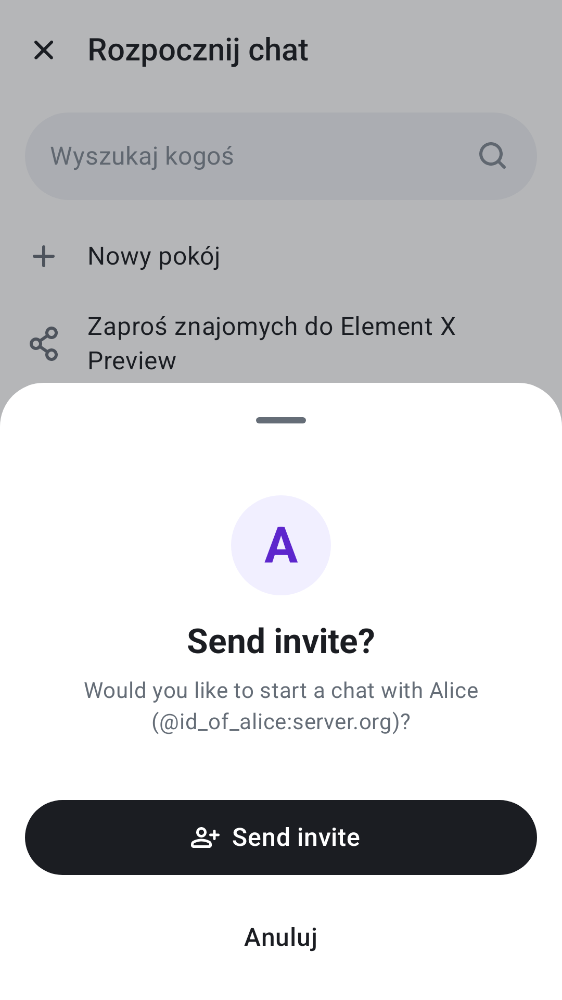 Rozpocznij chat
Wyszukaj kogoś
Nowy pokój
Zaproś znajomych do Element X
Preview
A
Send invite?
Would you like to start a chat with Alice
(@id_of_alice:server.org)?
Send invite
Anuluj